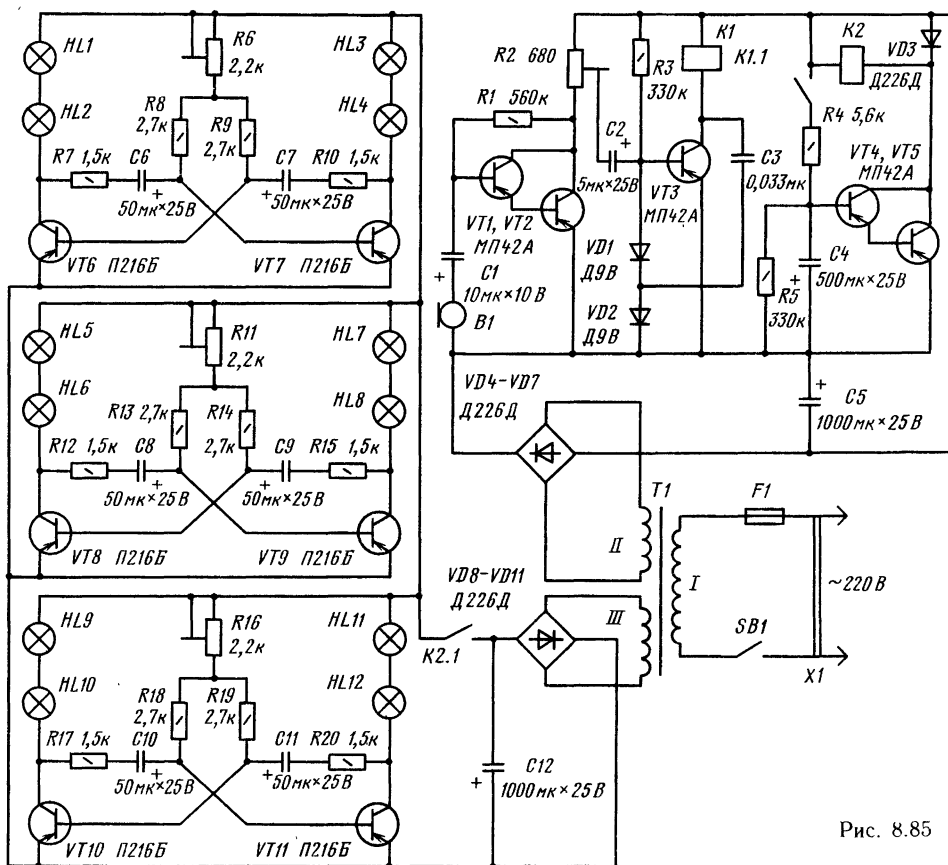 HL1
HL2
R6
2,2к
HL3
HL4
R8
2,7к
R9
2,7к
R7 1,5к
C6
+
50мк×25В
C7
+
50мк×25В
R10 1,5к
VT6 П216Б
VT7
HL5
HL6
R11
2,2к
HL7
HL8
R13 2,7к
R14
2,7к
R12 1,5к
C8
+
50мк×25В
C9
+
50мк×25В
R15 1,5к
VT8 П216Б
VT9 П216Б
HL9
HL10
R16
2,2к
HL11
HL12
R18
2,7к
R19
2,7к
R17 1,5к
C10
+
50мк×25В
C11
+
50мк×25В
R20 1,5к
VT10 П216Б
VT11 П216Б
R2 680
R1 560к
R3
330к
K1
K1.1
K2
VD3
Д226Д
R4 5,6к
C2
+
5мк×25В
VT1, VT2
МП42А
VT3
МП42А
C3
0,033мк
VT4, VT5
МП42А
+
C1
10мк×10В
B1
VD1
Д9В
VD2
Д9В
R5
330к
+
C4
500мк×25В
VD4–VD7
Д226Д
+
C5
1000мк×25В
T1
F1
II
I
III
~220В
SB1
X1
VD8–VD11
Д226Д
K2.1
+
C12
1000мк×25В
Рис. 8.85